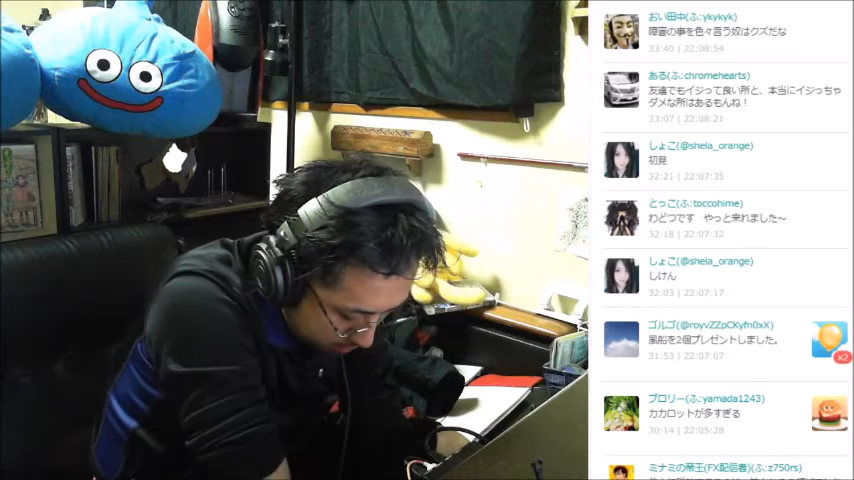 おい田中(ふ:ykykyk)
障害の事を色々言う奴はクズだな
33:40 | 22:08:54
ある(ふ:chromehearts)
友達でもイジって良い所と、本当にイジっちゃ
ダメな所はあるもんね!
33:07 | 22:08:21
しょこ(@shela_orange)
初見
32:21 | 22:07:35
とっこ(ふ:toccohime)
わどつです やっと来れました~
32:18 | 22:07:32
しょこ(@shela_orange)
しけん
32:03 | 22:07:17
ゴルゴ(@royvZZpCKyfn0xX)
風船を2個プレゼントしました。
31:53 | 22:07:07
×2
ブロリー(ふ:yamada1243)
カカロットが多すぎる
30:14 | 22:05:28
ミナミの帝王(FX配信者)(ふ:z750rs)